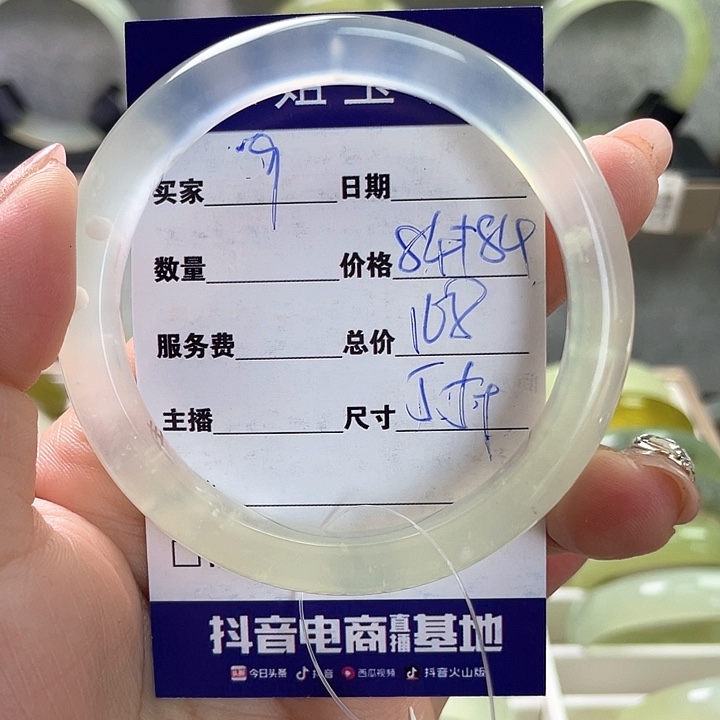 买家 日期
数量 价格 84+84
服务费 总价 168
主播 尺寸
抖音电商直播基地
今日头条 抖音 西瓜视频 抖音火山版